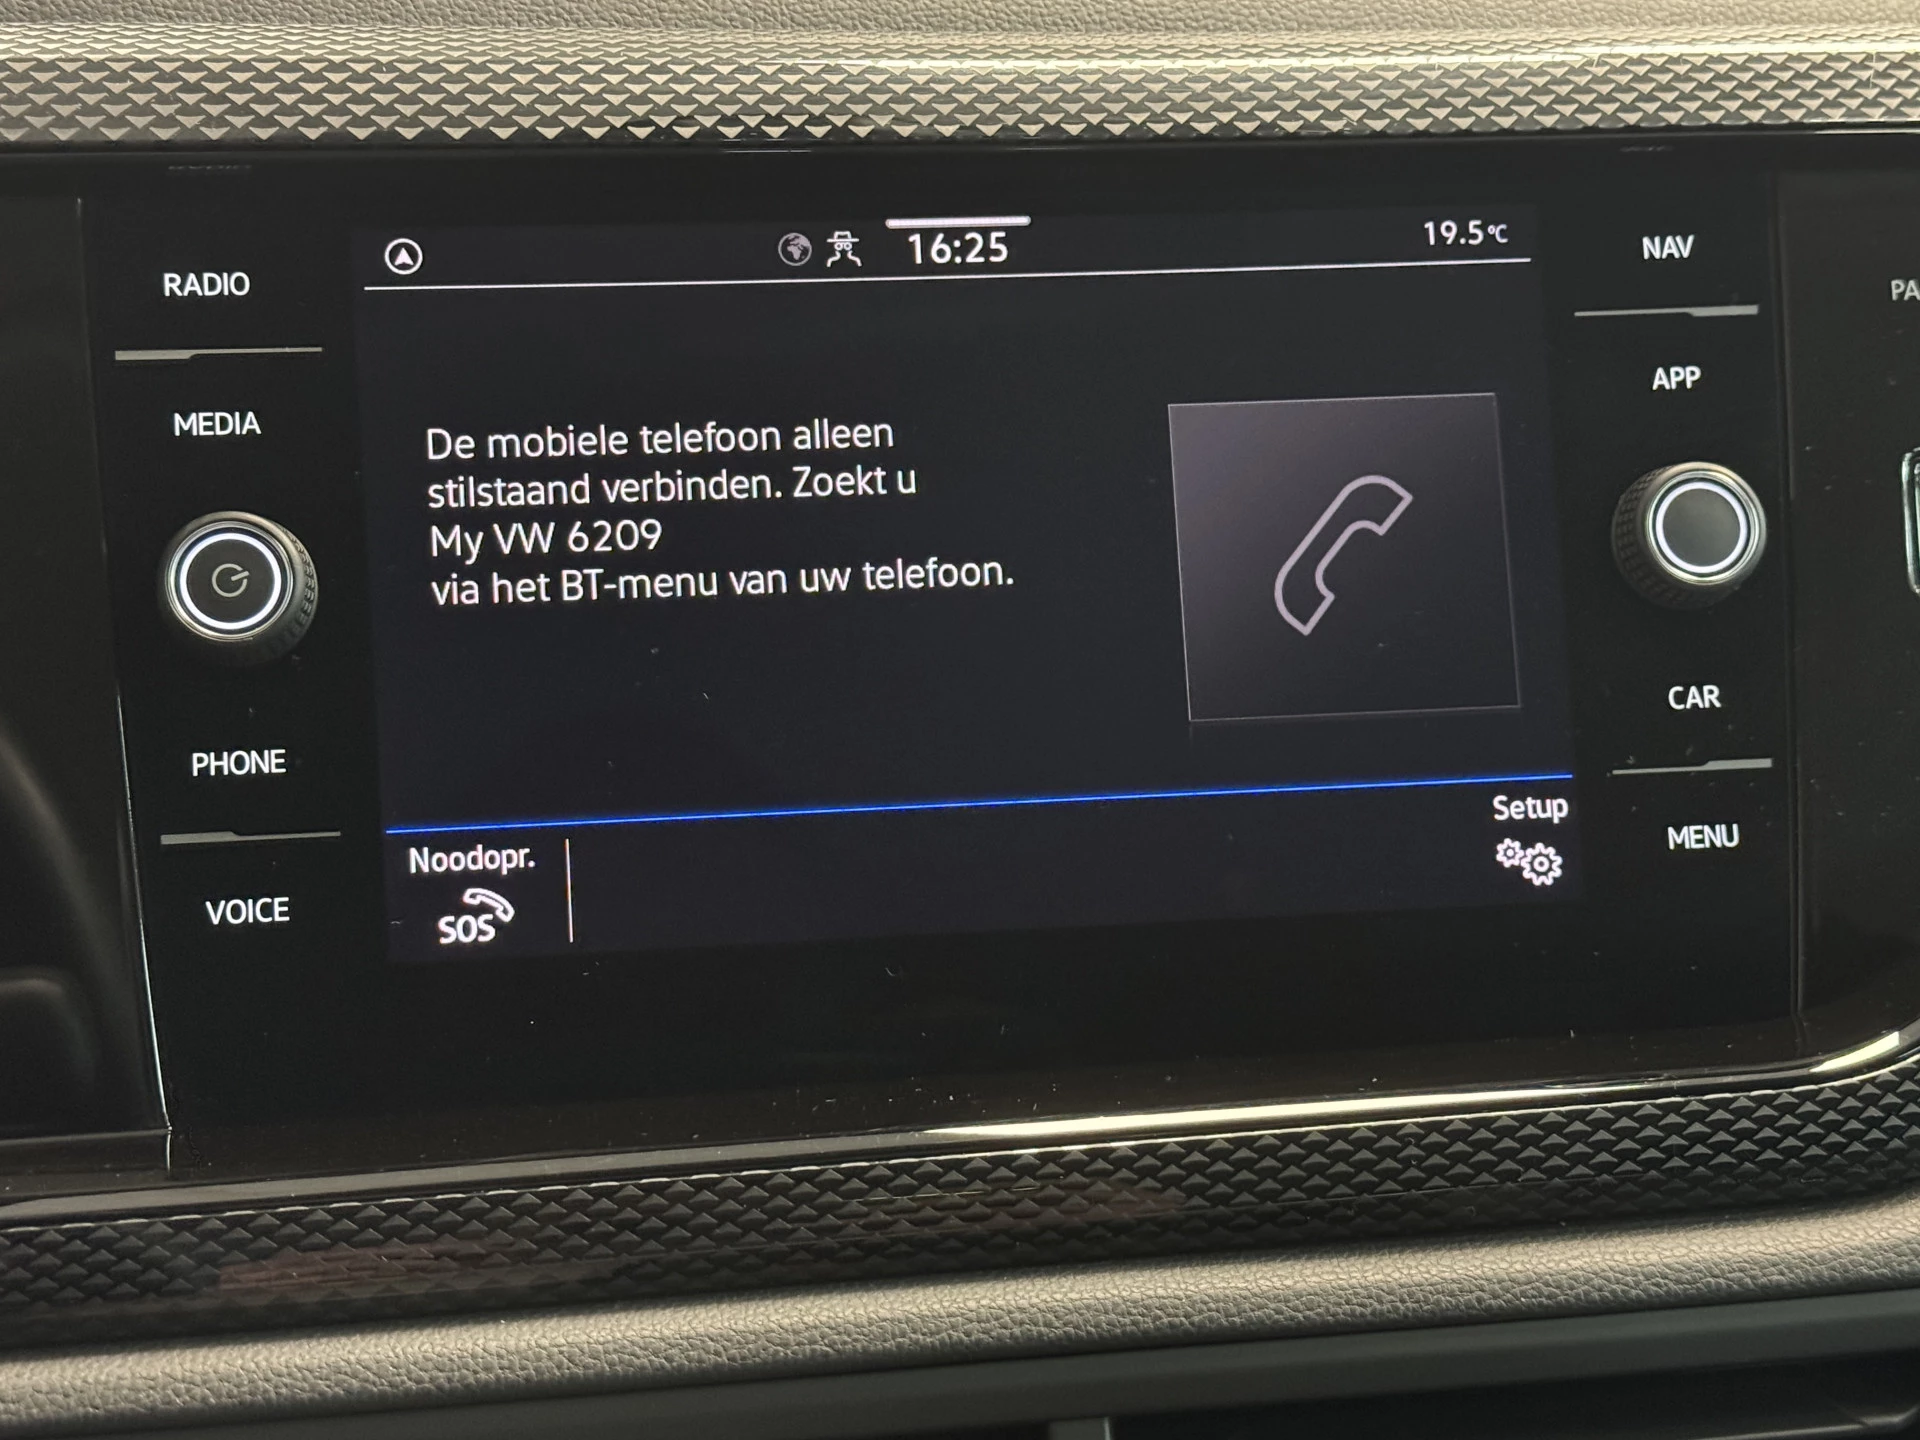 16:25
19.5°C
RADIO
MEDIA
PHONE
VOICE
De mobiele telefoon alleen
stilstaand verbinden. Zoekt u
My VW 6209
via het BT-menu van uw telefoon.
Noodopr.
SOS
Setup
NAV
APP
CAR
MENU
PA